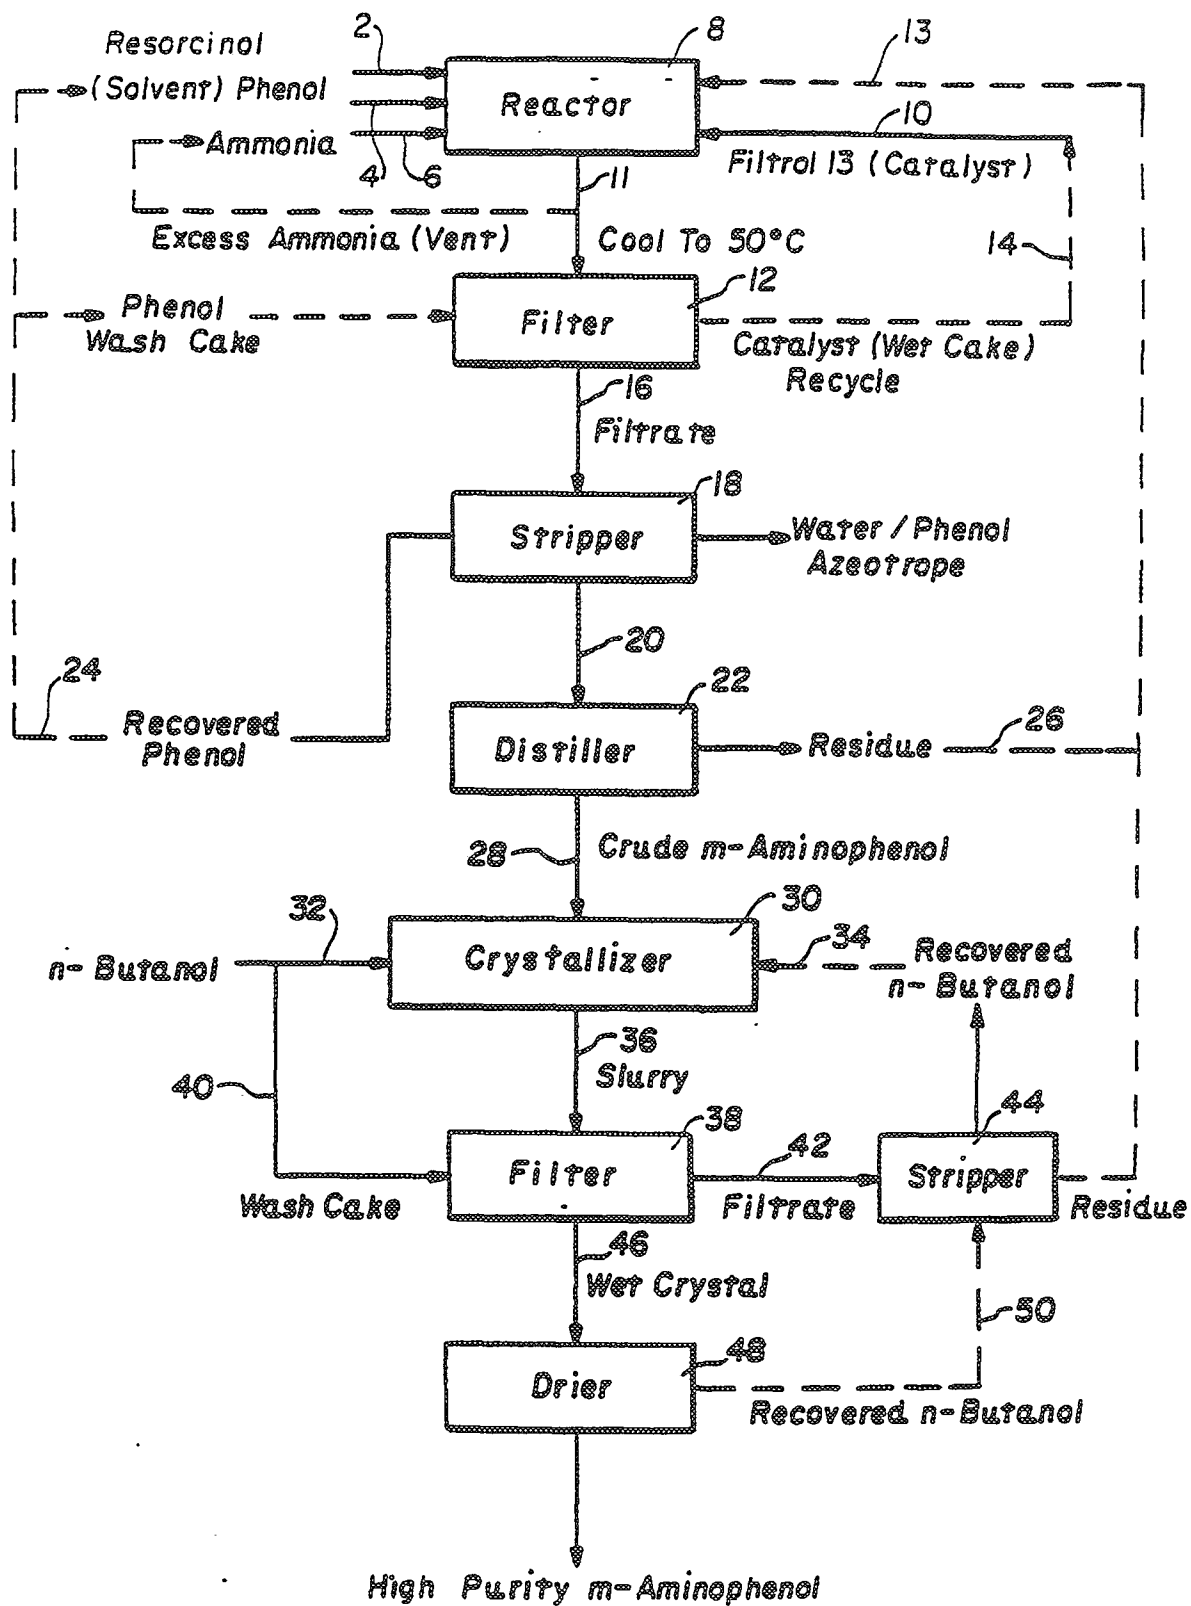 Resorcinol
2
8
13
(Solvent) Phenol
Reactor
10
Ammonia
4
6
Filtrol 13 (Catalyst)
11
Excess Ammonia (Vent)
Cool To 50°C
14
12
Phenol
Wash Cake
Filter
Catalyst (Wet Cake)
Recycle
16
Filtrate
18
Stripper
Water / Phenol
Azeotrope
20
24
22
Recovered
Phenol
Distiller
Residue
26
28
Crude m-Aminophenol
32
30
n-Butanol
Crystallizer
34
Recovered
n-Butanol
36
Slurry
40
38
44
42
Filter
Stripper
Wash Cake
Filtrate
Residue
46
Wet Crystal
50
48
Drier
Recovered n-Butanol
High Purity m-Aminophenol